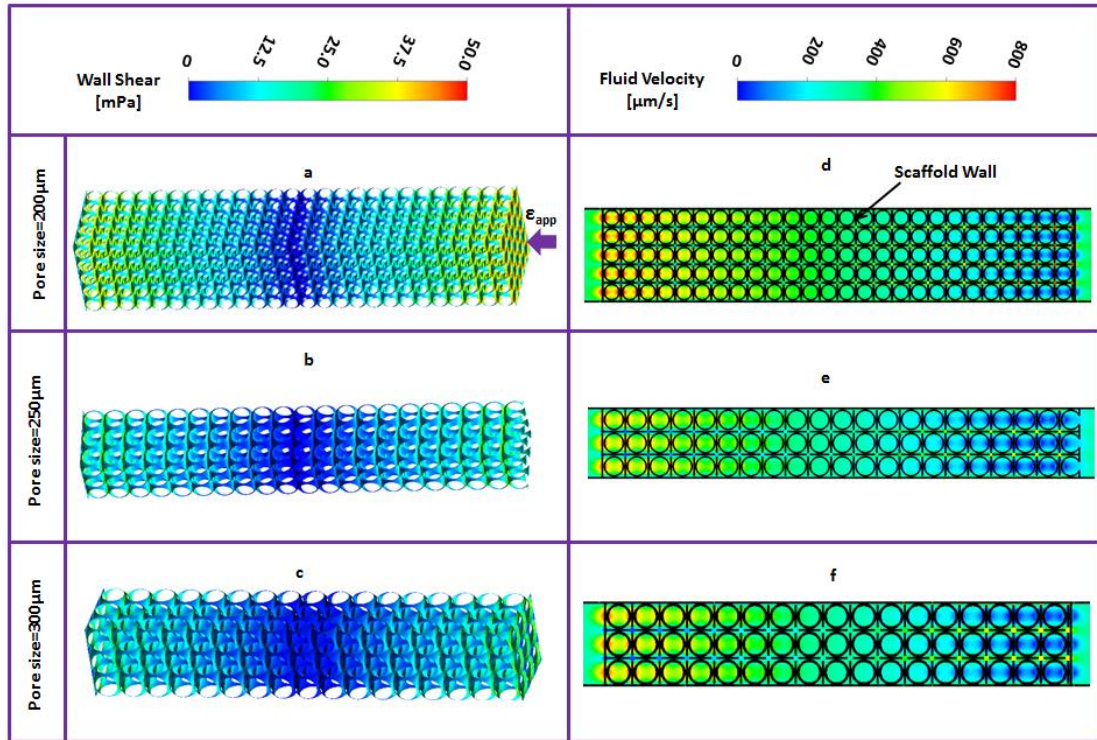 Wall Shear
[mPa]
0
12.5
25.0
37.5
50.0
Fluid Velocity
[µm/s]
0
200
400
600
800
Pore size=200µm
a
εapp
d
Scaffold Wall
Pore size=250µm
b
e
Pore size=300µm
c
f